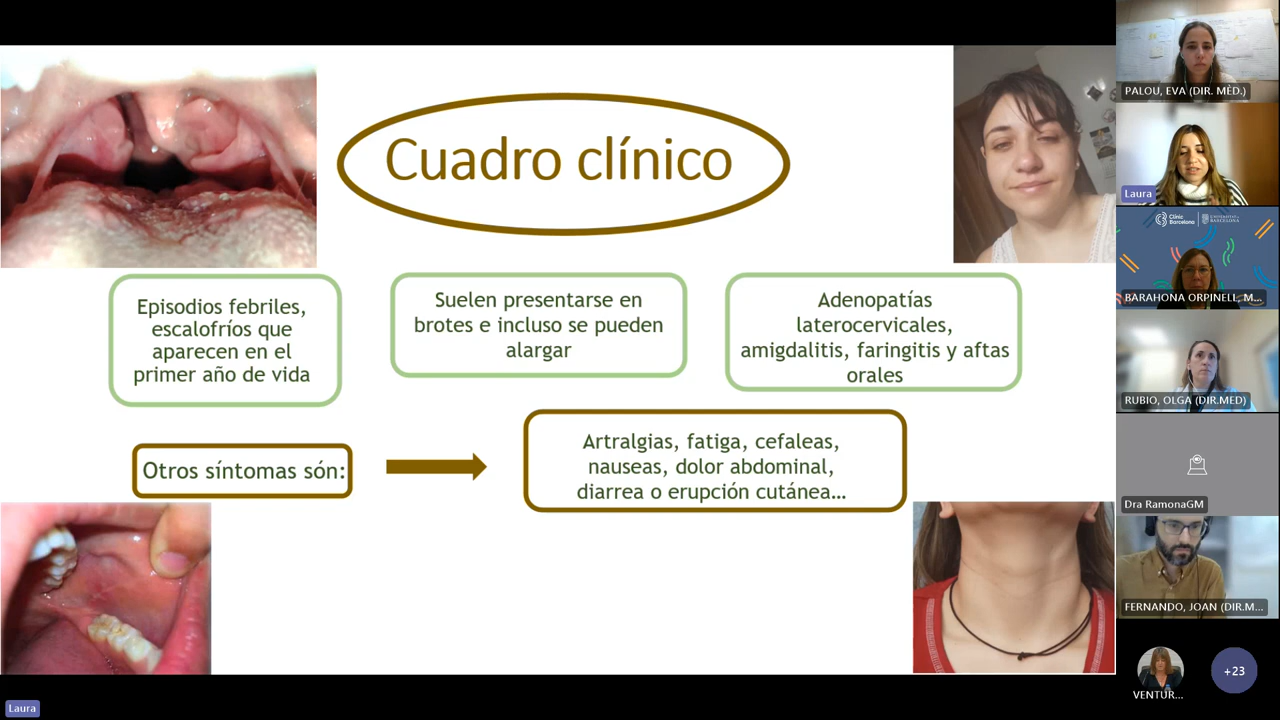 Cuadro clínico
Episodios febriles,
escalofríos que
aparecen en el
primer año de vida
Suelen presentarse en
brotes e incluso se pueden
alargar
Adenopatías
laterocervicales,
amigdalitis, faringitis y aftas
orales
Otros síntomas són:
Artralgias, fatiga, cefaleas,
nauseas, dolor abdominal,
diarrea o erupción cutánea...
PALOU, EVA (DIR. MÈD.)
Laura
Clínic
Barcelona
UNIVERSITAT DE
BARCELONA
BARAHONA ORPINELL, M...
RUBIO, OLGA (DIR.MED)
Dra RamonaGM
FERNANDO, JOAN (DIR.M...
VENTUR...
+23
Laura